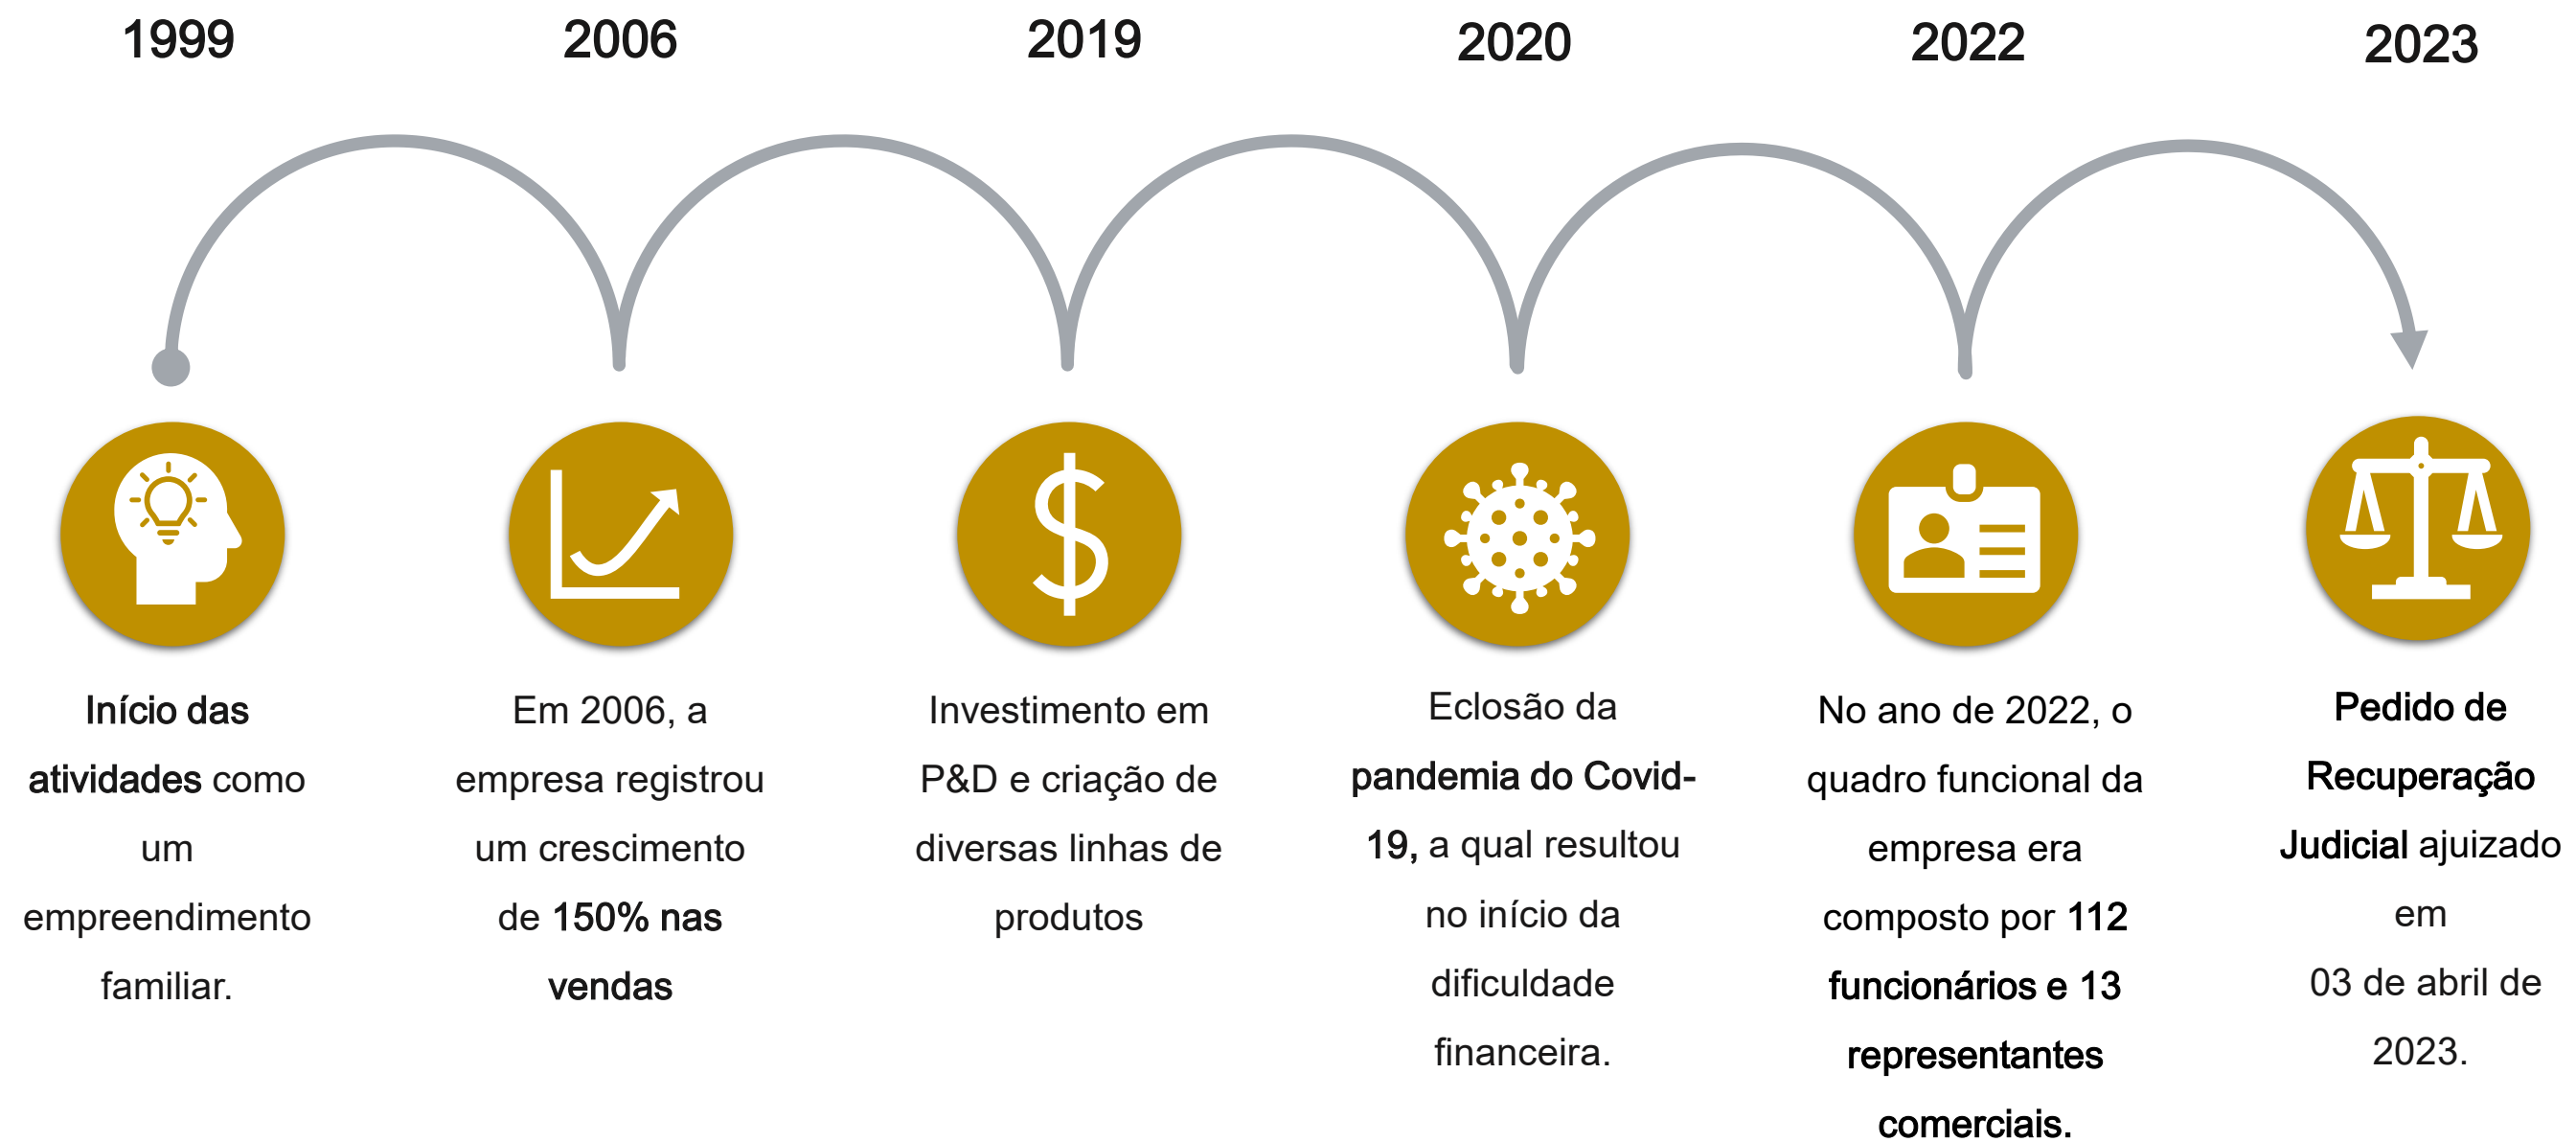 1999
2006
2019
2020
2022
2023
Início das
atividades como
um
empreendimento
familiar.
Em 2006, a
empresa registrou
um crescimento
de 150% nas
vendas
Investimento em
P&D e criação de
diversas linhas de
produtos
Eclosão da
pandemia do Covid-
19, a qual resultou
no início da
dificuldade
financeira.
No ano de 2022, o
quadro funcional da
empresa era
composto por 112
funcionários e 13
representantes
comerciais.
Pedido de
Recuperação
Judicial ajuizado
em
03 de abril de
2023.